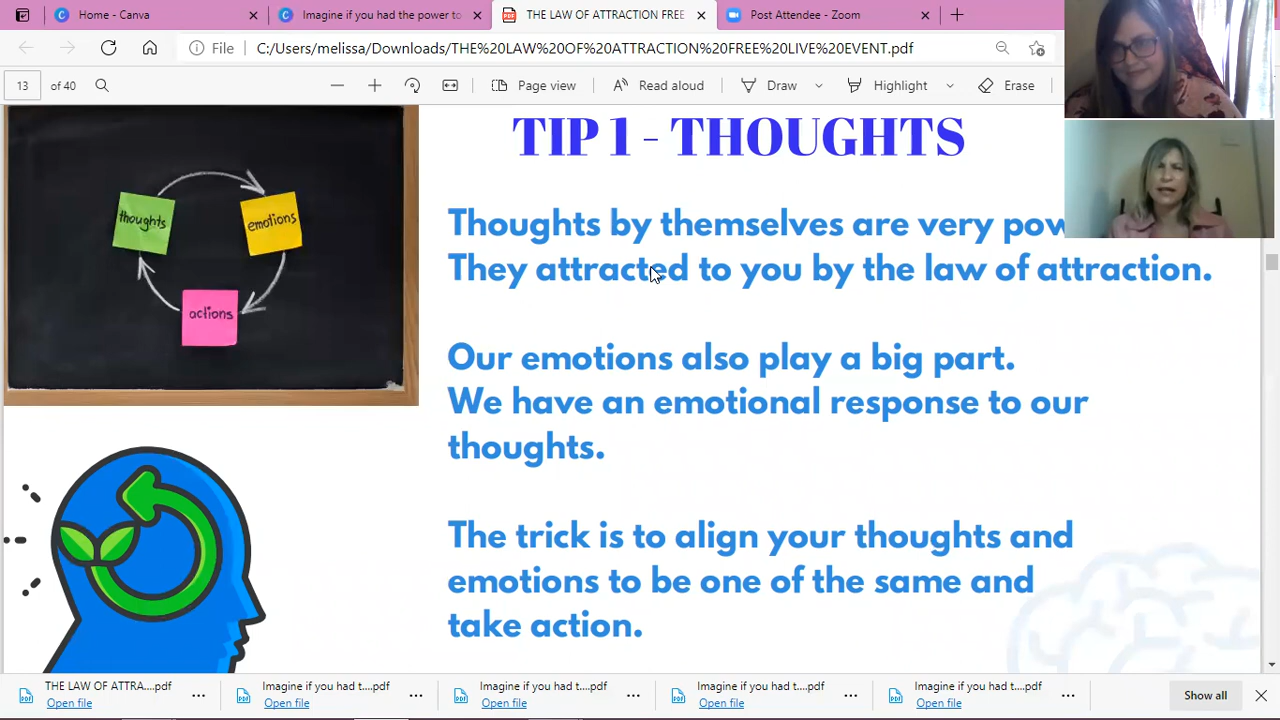 Home - Canva
Imagine if you had the power to
THE LAW OF ATTRACTION FREE
Post Attendee - Zoom
File
C:/Users/melissa/Downloads/THE%20LAW%20OF%20ATTRACTION%20FREE%20LIVE%20EVENT.pdf
13 of 40
Page view
Read aloud
Draw
Highlight
Erase
thoughts
emotions
actions
TIP 1 - THOUGHTS
Thoughts by themselves are very pow
They attracted to you by the law of attraction.
Our emotions also play a big part.
We have an emotional response to our
thoughts.
The trick is to align your thoughts and
emotions to be one of the same and
take action.
THE LAW OF ATTRA....pdf
Open file
Imagine if you had t....pdf
Open file
Imagine if you had t....pdf
Open file
Imagine if you had t....pdf
Open file
Imagine if you had t....pdf
Open file
Show all